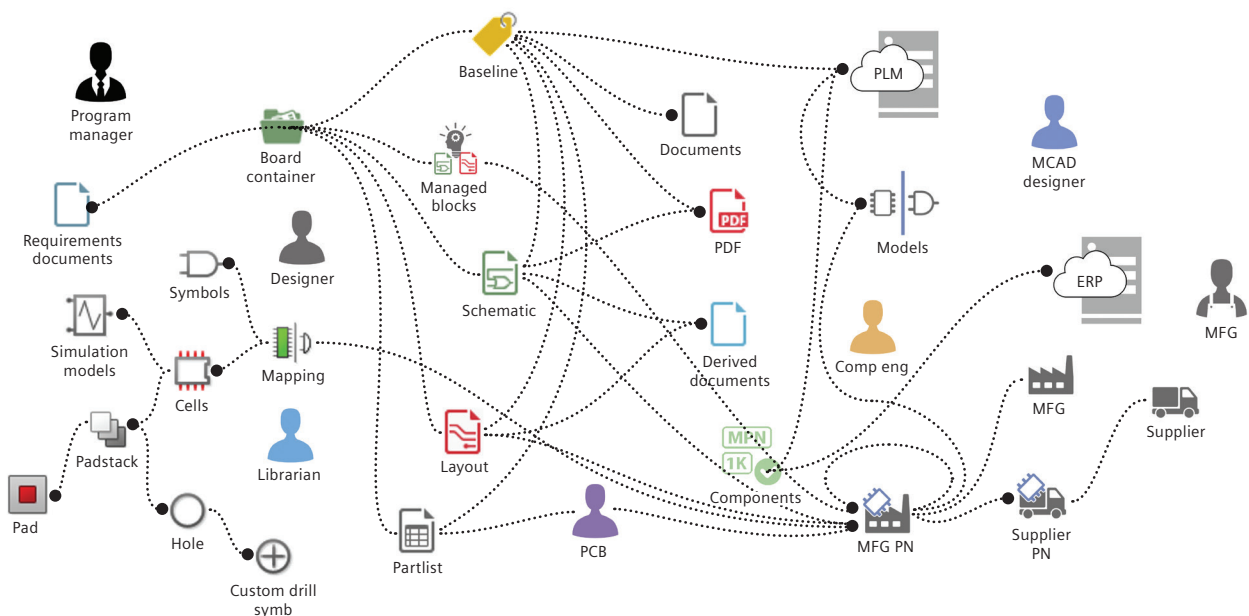 Program
manager
Baseline
PLM
Board
container
Managed
blocks
Documents
MCAD
designer
Requirements
documents
Designer
Symbols
Schematic
PDF
PDF
Models
ERP
MFG
Simulation
models
Cells
Mapping
Derived
documents
Comp eng
MFG
Supplier
Padstack
Librarian
Layout
MPN
1K
Components
Pad
Hole
Custom drill
symb
Partlist
PCB
MFG PN
Supplier
PN